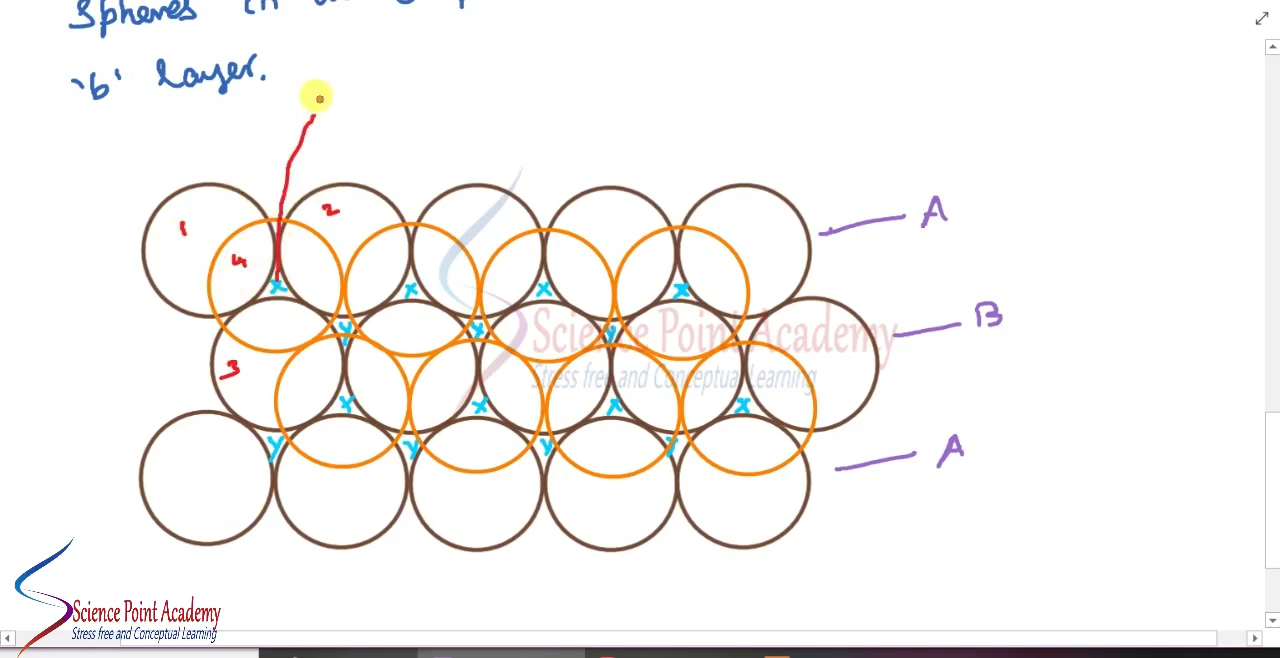 Spheres in
'b' layer.
1 2 A
4
x x x x
y x y B
3
x x x x
y y y y A
Science Point Academy
Stress free and Conceptual Learning
Science Point Academy
Stress free and Conceptual Learning